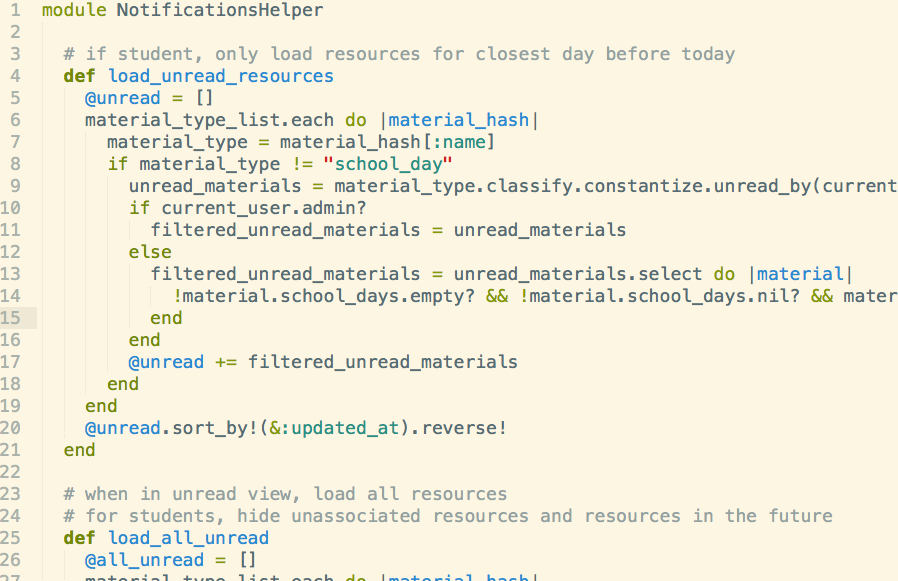 1 module NotificationsHelper
2
3   # if student, only load resources for closest day before today
4   def load_unread_resources
5     @unread = []
6     material_type_list.each do |material_hash|
7       material_type = material_hash[:name]
8       if material_type != "school_day"
9         unread_materials = material_type.classify.constantize.unread_by(current
10         if current_user.admin?
11           filtered_unread_materials = unread_materials
12         else
13           filtered_unread_materials = unread_materials.select do |material|
14             !material.school_days.empty? && !material.school_days.nil? && mater
15           end
16         end
17         @unread += filtered_unread_materials
18       end
19     end
20     @unread.sort_by!(&:updated_at).reverse!
21   end
22
23   # when in unread view, load all resources
24   # for students, hide unassociated resources and resources in the future
25   def load_all_unread
26     @all_unread = []
27     material_type_list.each do |material_hash|